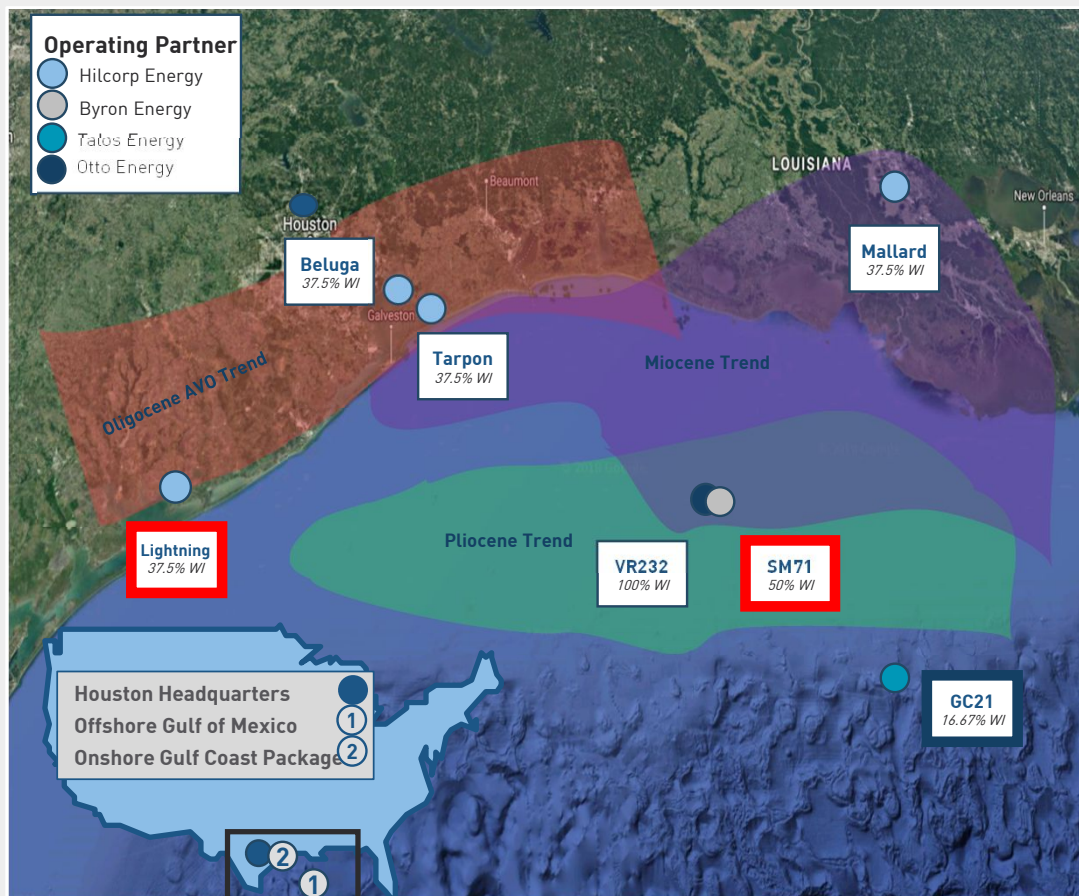 Operating Partner
Hilcorp Energy
Byron Energy
Talos Energy
Otto Energy
LOUISIANA
Beaumont
New Orleans
Houston
Beluga
37.5% WI
Mallard
37.5% WI
Galveston
Tarpon
37.5% WI
Miocene Trend
Oligocene AVO Trend
Pliocene Trend
Lightning
37.5% WI
VR232
100% WI
SM71
50% WI
GC21
16.67% WI
Houston Headquarters
Offshore Gulf of Mexico
1
Onshore Gulf Coast Package
2
2
1